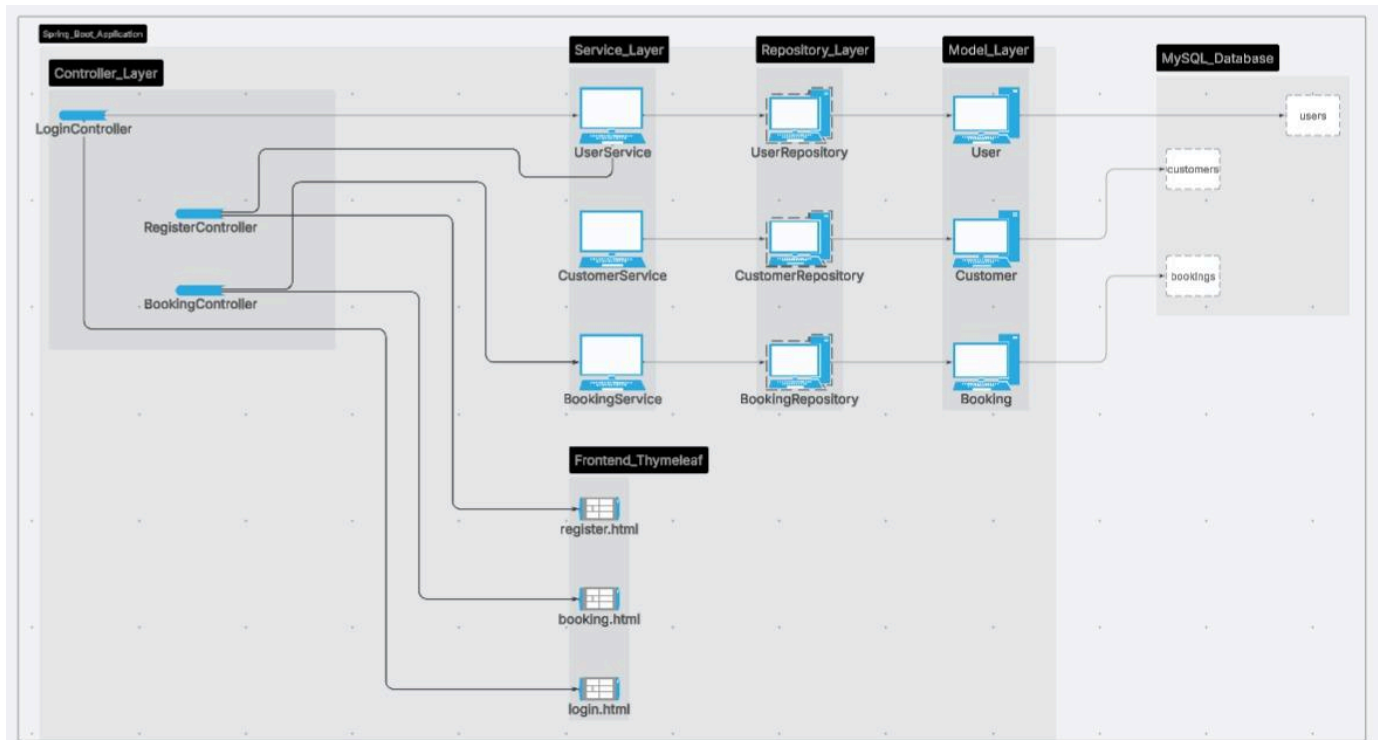 Spring_Boot_Application
Controller_Layer
Service_Layer
Repository_Layer
Model_Layer
MySQL_Database
LoginController
UserService
UserRepository
User
users
customers
RegisterController
CustomerService
CustomerRepository
Customer
bookings
BookingController
BookingService
BookingRepository
Booking
Frontend_Thymeleaf
register.html
booking.html
login.html